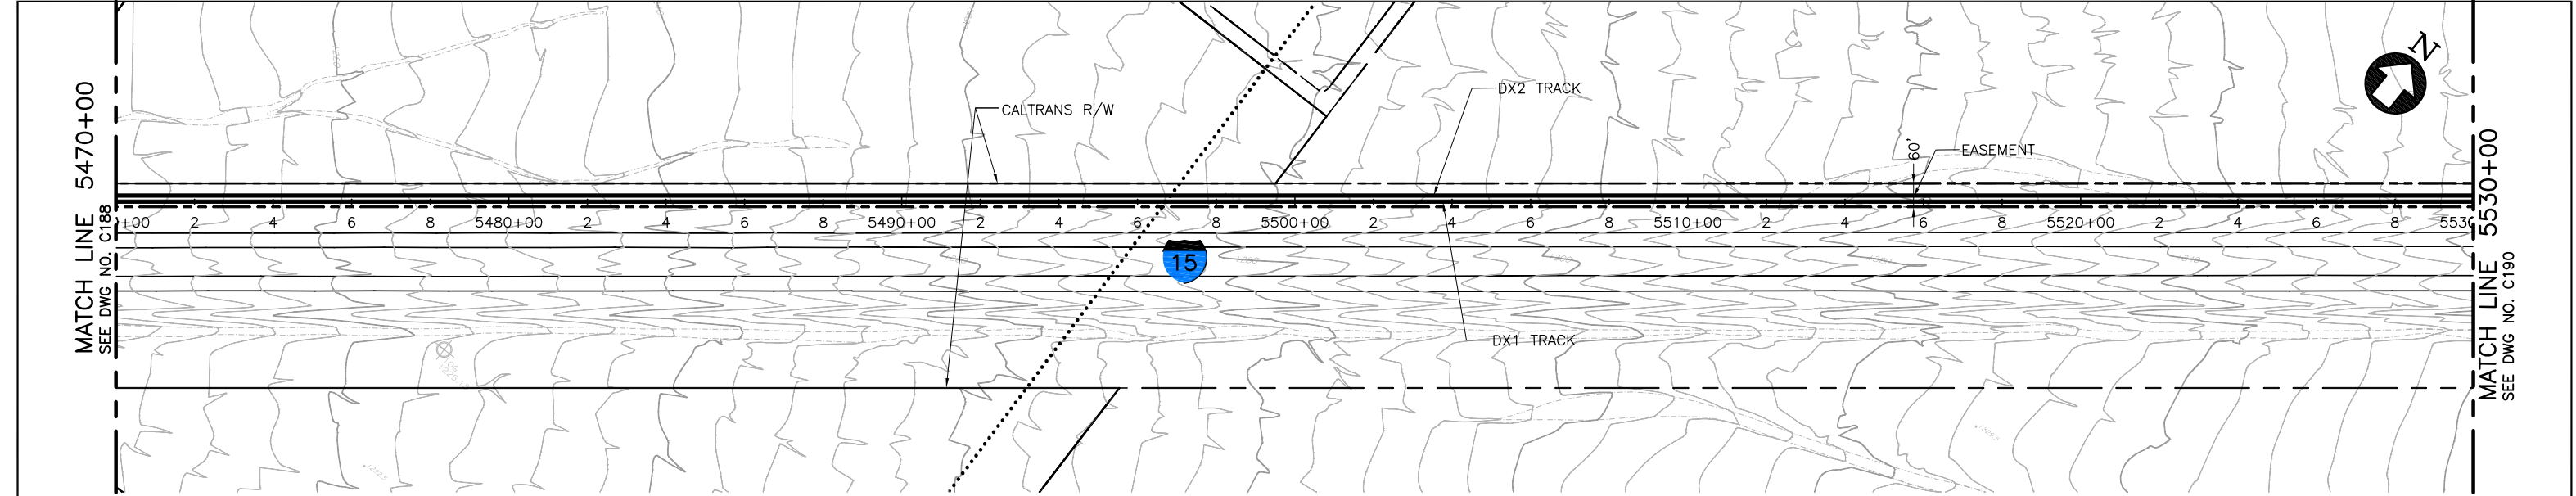 N
5470+00
MATCH LINE
SEE DWG NO. C188
CALTRANS R/W
DX2 TRACK
60'
EASEMENT
+00 2 4 6 8 5480+00 2 4 6 8 5490+00 2 4 6 8 5500+00 2 4 6 8 5510+00 2 4 6 8 5520+00 2 4 6 8 5530
15
DX1 TRACK
5530+00
MATCH LINE
SEE DWG NO. C190